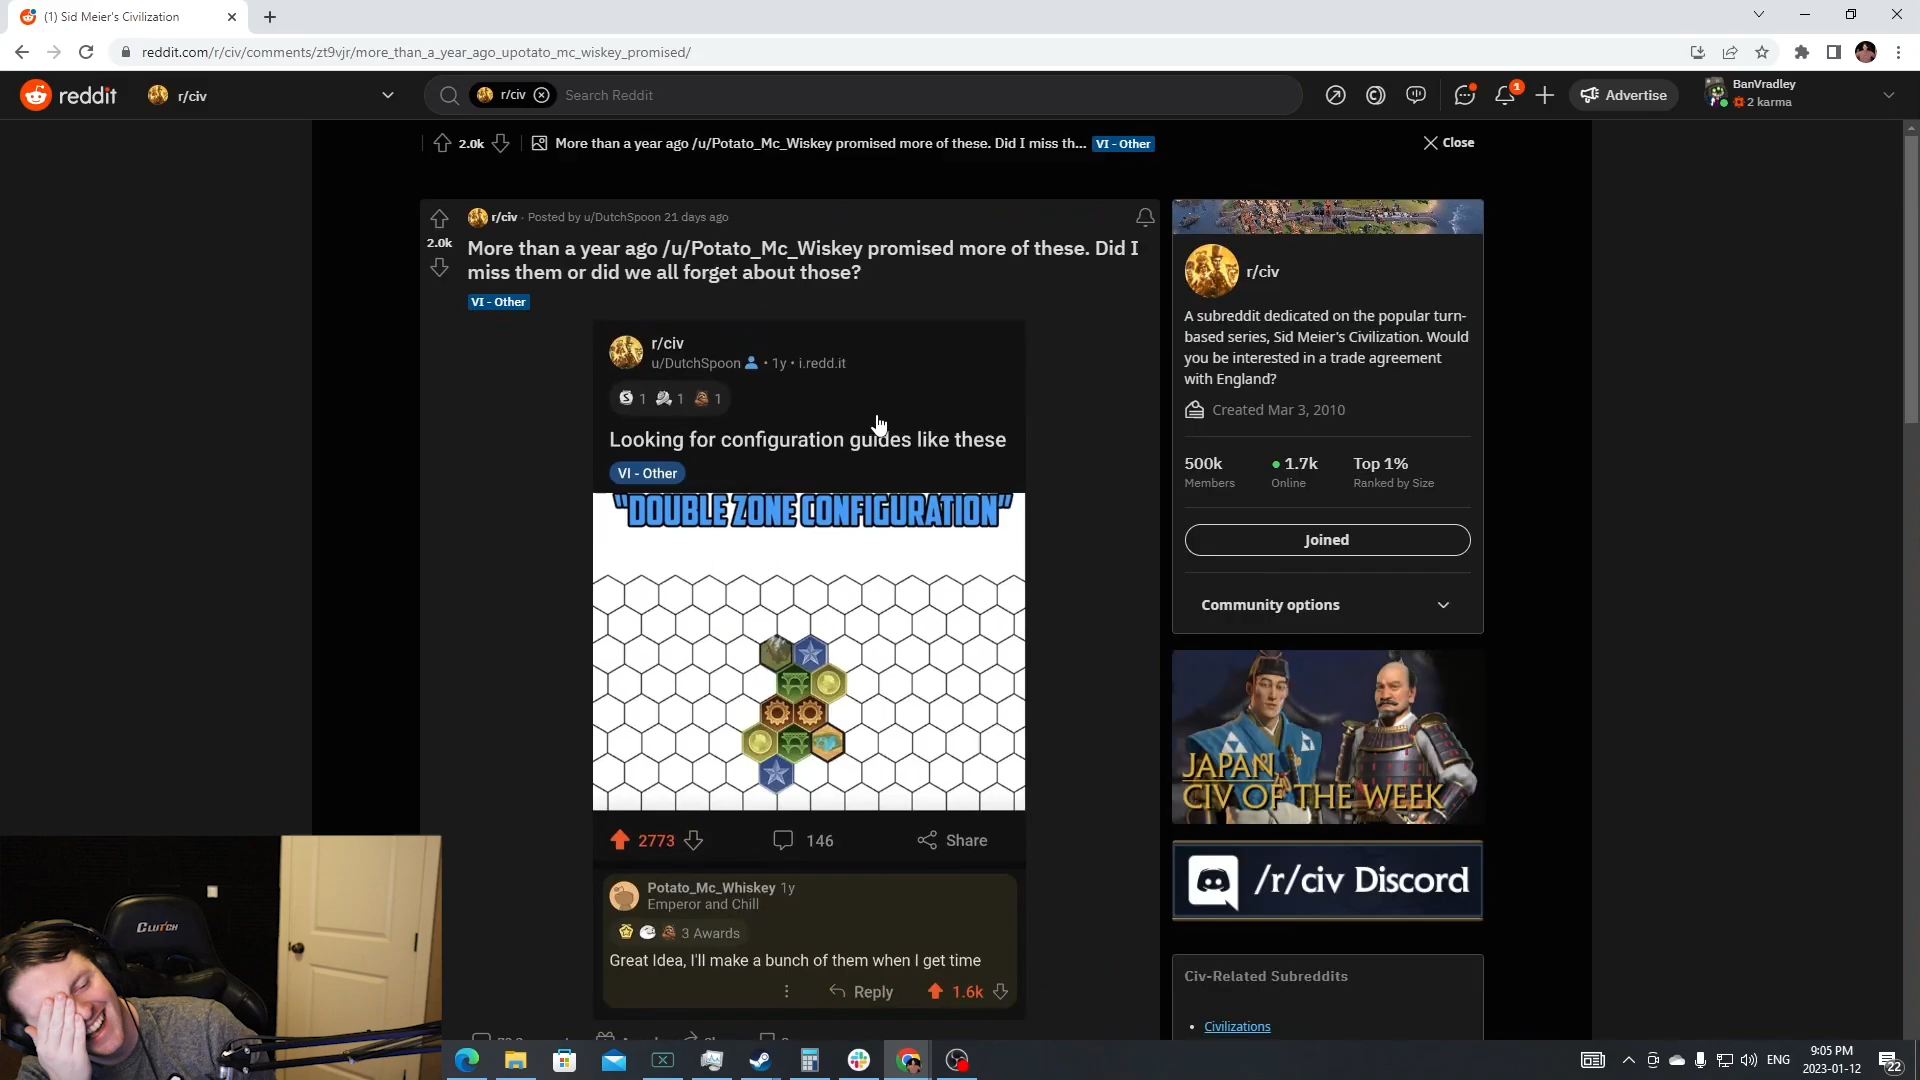 (1) Sid Meier's Civilization
reddit.com/r/civ/comments/zt9vjr/more_than_a_year_ago_upotato_mc_wiskey_promised/
reddit
r/civ
r/civ
Search Reddit
1
Advertise
BanVradley
2 karma
2.0k
More than a year ago /u/Potato_Mc_Wiskey promised more of these. Did I miss th...
VI - Other
Close
r/civ · Posted by u/DutchSpoon 21 days ago
2.0k
More than a year ago /u/Potato_Mc_Wiskey promised more of these. Did I
miss them or did we all forget about those?
VI - Other
r/civ
u/DutchSpoon • 1y • i.redd.it
1 1 1
Looking for configuration guides like these
VI - Other
"DOUBLE ZONE CONFIGURATION"
2773
146
Share
Potato_Mc_Whiskey 1y
Emperor and Chill
3 Awards
Great Idea, I'll make a bunch of them when I get time
Reply
1.6k
r/civ
A subreddit dedicated on the popular turn-
based series, Sid Meier's Civilization. Would
you be interested in a trade agreement
with England?
Created Mar 3, 2010
500k
Members
1.7k
Online
Top 1%
Ranked by Size
Joined
Community options
JAPAN
CIV OF THE WEEK
/r/civ Discord
Civ-Related Subreddits
Civilizations
CLUTCH
ENG
9:05 PM
2023-01-12
22